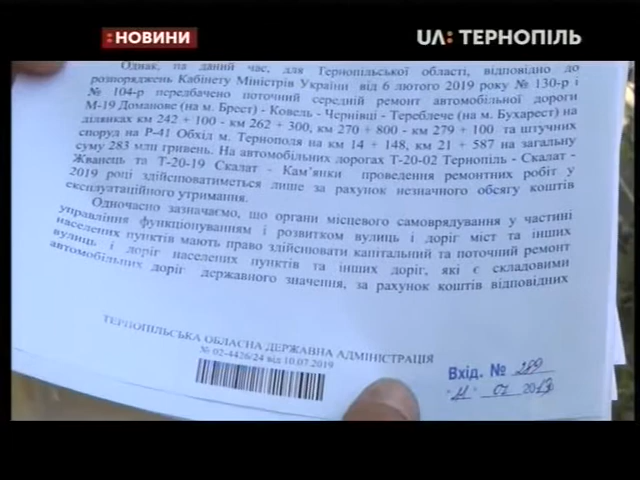 :НОВИНИ
UA: ТЕРНОПІЛЬ
Однак, на даний час, для Тернопільської області, відповідно до
розпоряджень Кабінету Міністрів України від 6 лютого 2019 року № 130-р і
№ 104-р передбачено поточний середній ремонт автомобільної дороги
М-19 Доманове (на м. Брест) - Ковель - Чернівці - Тереблече (на м. Бухарест) на
ділянках км 242 + 100 - км 262 + 300, км 270 + 800 - км 279 + 100 та штучних
споруд на Р-41 Обхід м. Тернополя на км 14 + 148, км 21 + 587 на загальну
суму 283 млн гривень. На автомобільних дорогах Т-20-02 Тернопіль - Скалат -
Жванець та Т-20-19 Скалат - Кам'янки проведення ремонтних робіт у
2019 році здійснюватиметься лише за рахунок незначного обсягу коштів
експлуатаційного утримання.
Одночасно зазначаємо, що органи місцевого самоврядування у частині
управління функціонуванням і розвитком вулиць і доріг міст та інших
населених пунктів мають право здійснювати капітальний та поточний ремонт
вулиць і доріг населених пунктів та інших доріг, які є складовими
автомобільних доріг державного значення, за рахунок коштів відповідних
ТЕРНОПІЛЬСЬКА ОБЛАСНА ДЕРЖАВНА АДМІНІСТРАЦІЯ
№ 02-4426/24 від 10.07.2019
Вхід. № 289
"11" 07 201